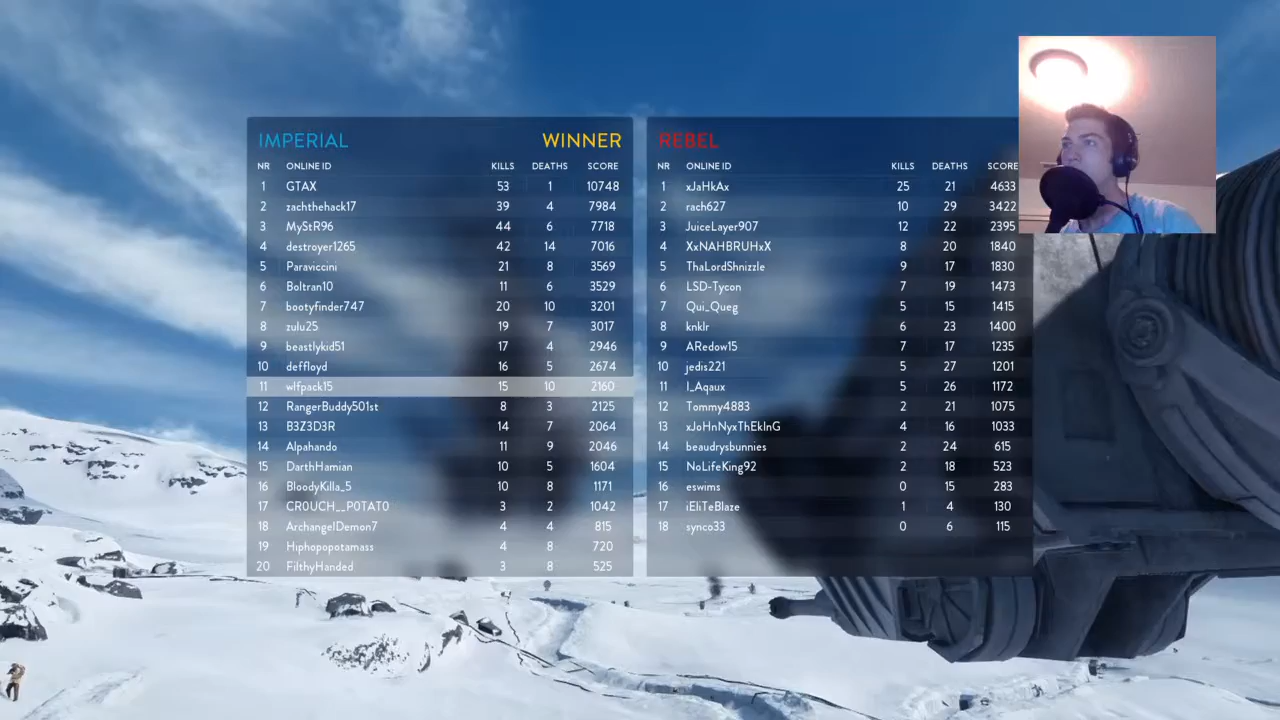 IMPERIAL WINNER
NR ONLINE ID KILLS DEATHS SCORE
1 GTAX 53 1 10748
2 zachthehack17 39 4 7984
3 MyStR96 44 6 7718
4 destroyer1265 42 14 7016
5 Paraviccini 21 8 3569
6 Boltran10 11 6 3529
7 bootyfinder747 20 10 3201
8 zulu25 19 7 3017
9 beastlykid51 17 4 2946
10 deffloyd 16 5 2674
11 wlfpack15 15 10 2160
12 RangerBuddy501st 8 3 2125
13 B3Z3D3R 14 7 2064
14 Alpahando 11 9 2046
15 DarthHamian 10 5 1604
16 BloodyKilla_5 10 8 1171
17 CR0UCH__P0TAT0 3 2 1042
18 ArchangelDemon7 4 4 815
19 Hiphopopotamass 4 8 720
20 FilthyHanded 3 8 525
REBEL
NR ONLINE ID KILLS DEATHS SCORE
1 xJaHkAx 25 21 4633
2 rach627 10 29 3422
3 JuiceLayer907 12 22 2395
4 XxNAHBRUHxX 8 20 1840
5 ThaLordShnizzle 9 17 1830
6 LSD-Tycon 7 19 1473
7 Qui_Queg 5 15 1415
8 knklr 6 23 1400
9 ARedow15 7 17 1235
10 jedis221 5 27 1201
11 I_Aqaux 5 26 1172
12 Tommy4883 2 21 1075
13 xJoHnNyxThEkInG 4 16 1033
14 beaudrysbunnies 2 24 615
15 NoLifeKing92 2 18 523
16 eswims 0 15 283
17 iEliTeBlaze 1 4 130
18 synco33 0 6 115